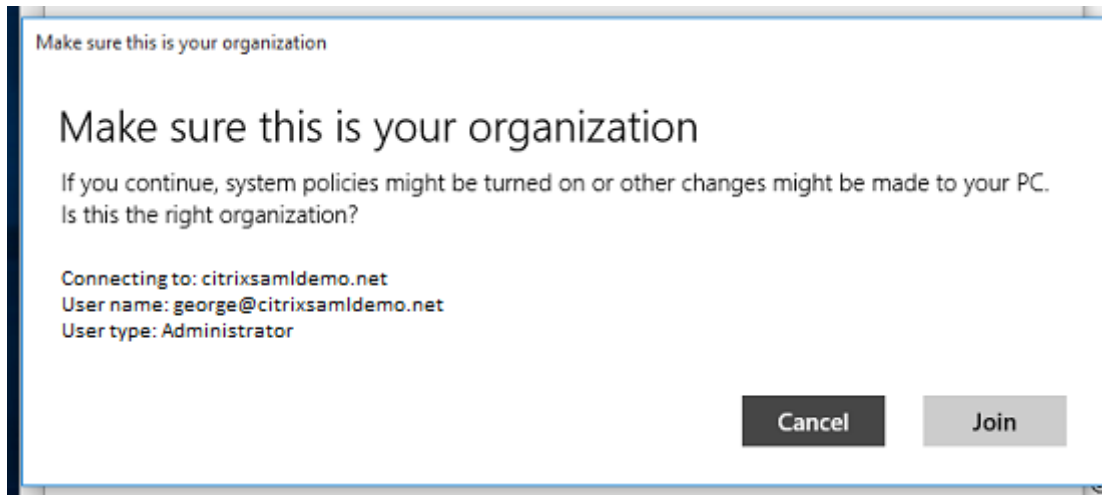 Make sure this is your organization
Make sure this is your organization
If you continue, system policies might be turned on or other changes might be made to your PC.
Is this the right organization?
Connecting to: citrixsamldemo.net
User name: george@citrixsamldemo.net
User type: Administrator
Cancel Join